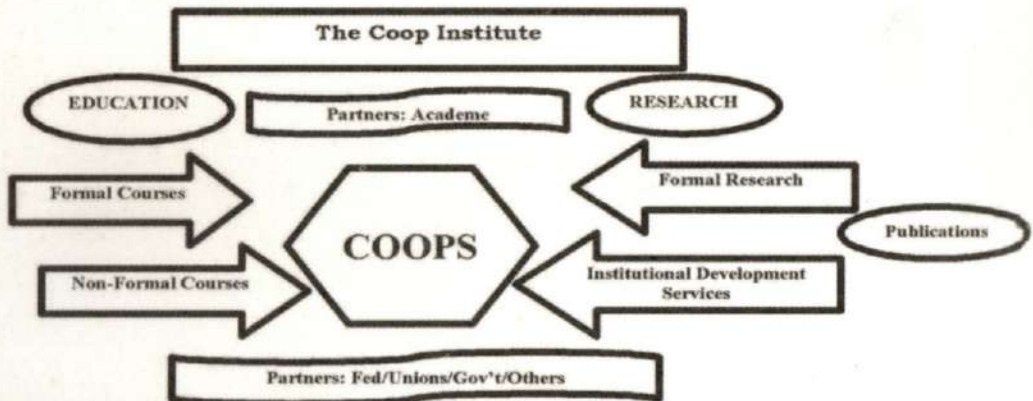 The Coop Institute
EDUCATION
Partners: Academe
RESEARCH
Formal Courses
COOPS
Formal Research
Publications
Non-Formal Courses
Institutional Development
Services
Partners: Fed/Unions/Gov't/Others